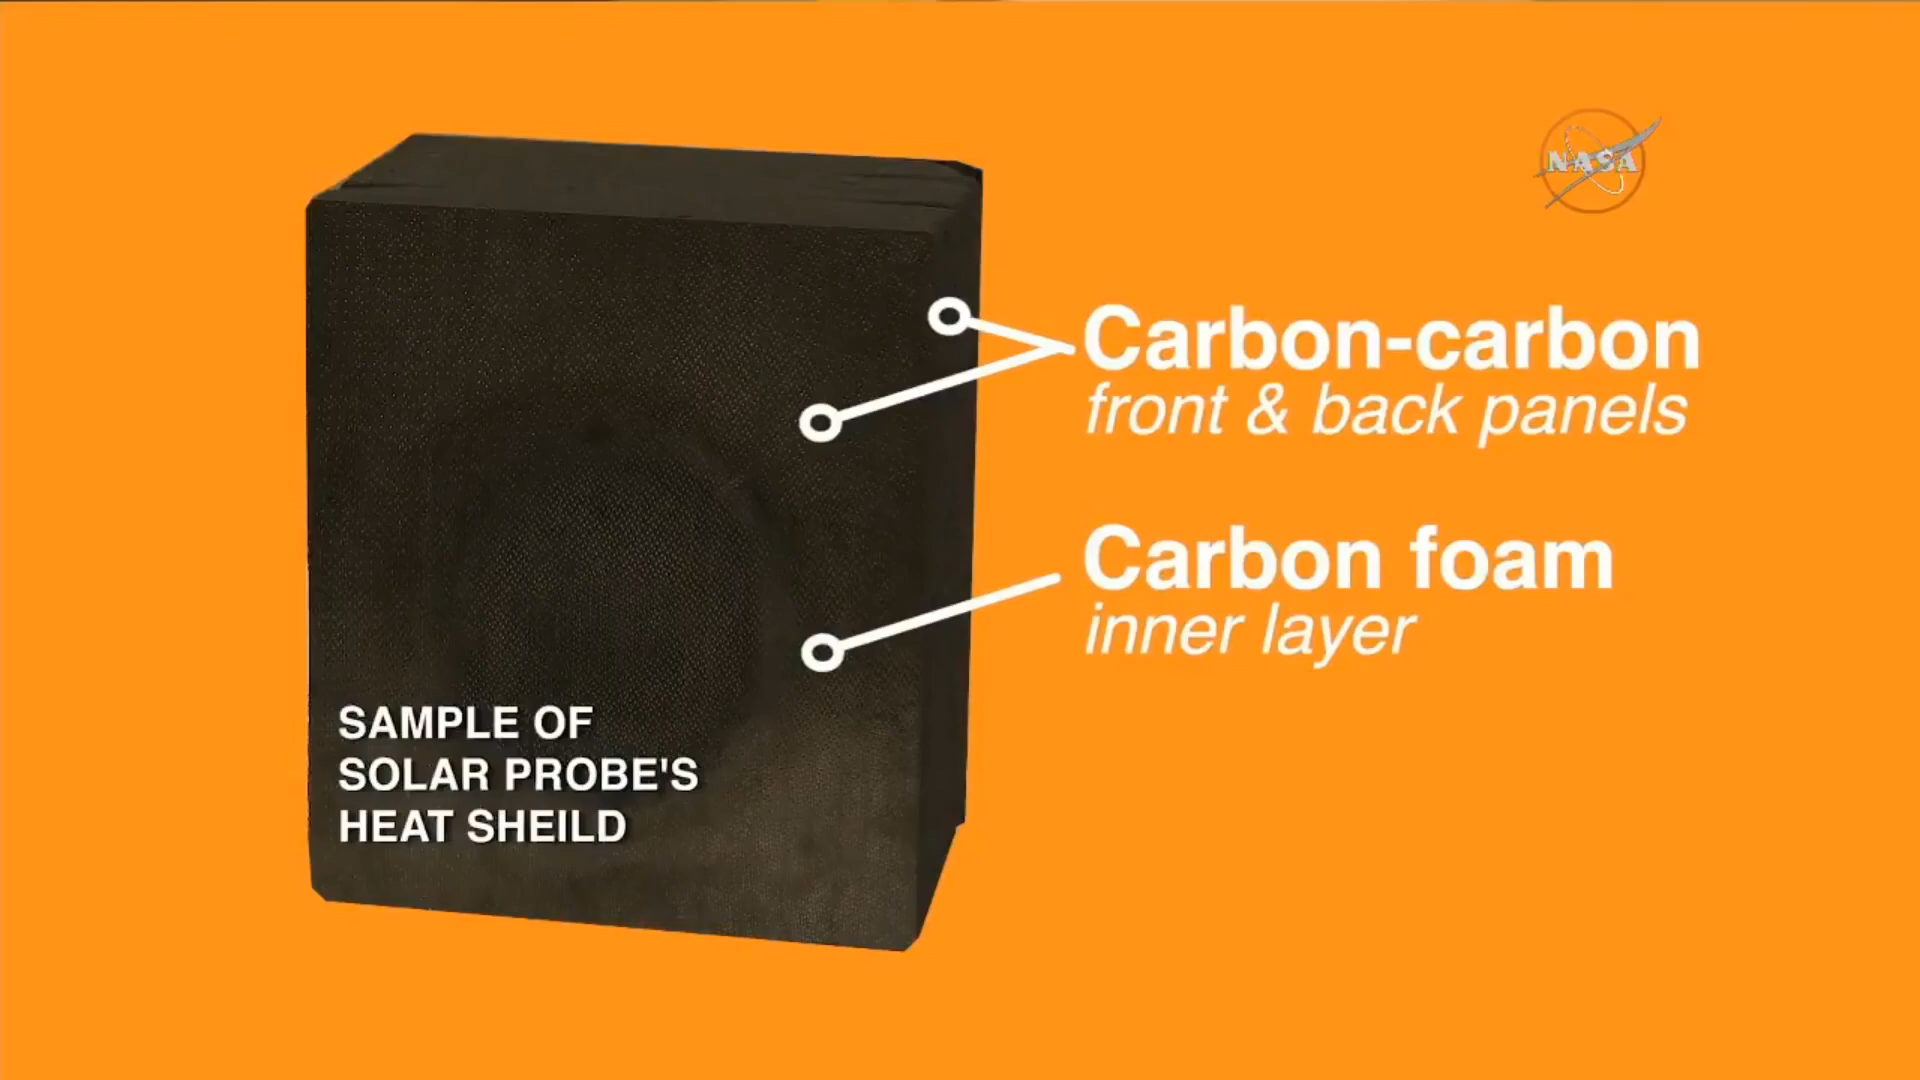 NASA
Carbon-carbon
front & back panels
Carbon foam
inner layer
SAMPLE OF
SOLAR PROBE'S
HEAT SHEILD